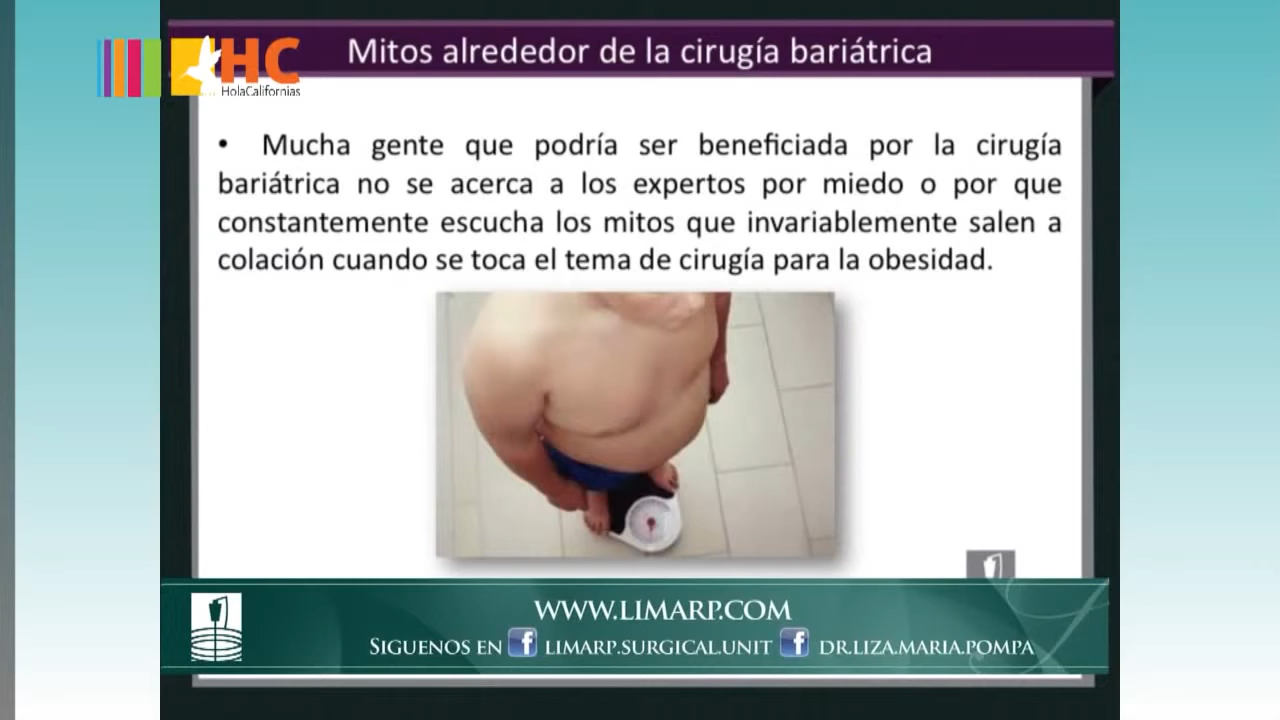 Mitos alrededor de la cirugía bariátrica
HC
HolaCalifornias
• Mucha gente que podría ser beneficiada por la cirugía
bariátrica no se acerca a los expertos por miedo o por que
constantemente escucha los mitos que invariablemente salen a
colación cuando se toca el tema de cirugía para la obesidad.
WWW.LIMARP.COM
SIGUENOS EN f LIMARP.SURGICAL.UNIT f DR.LIZA.MARIA.POMPA